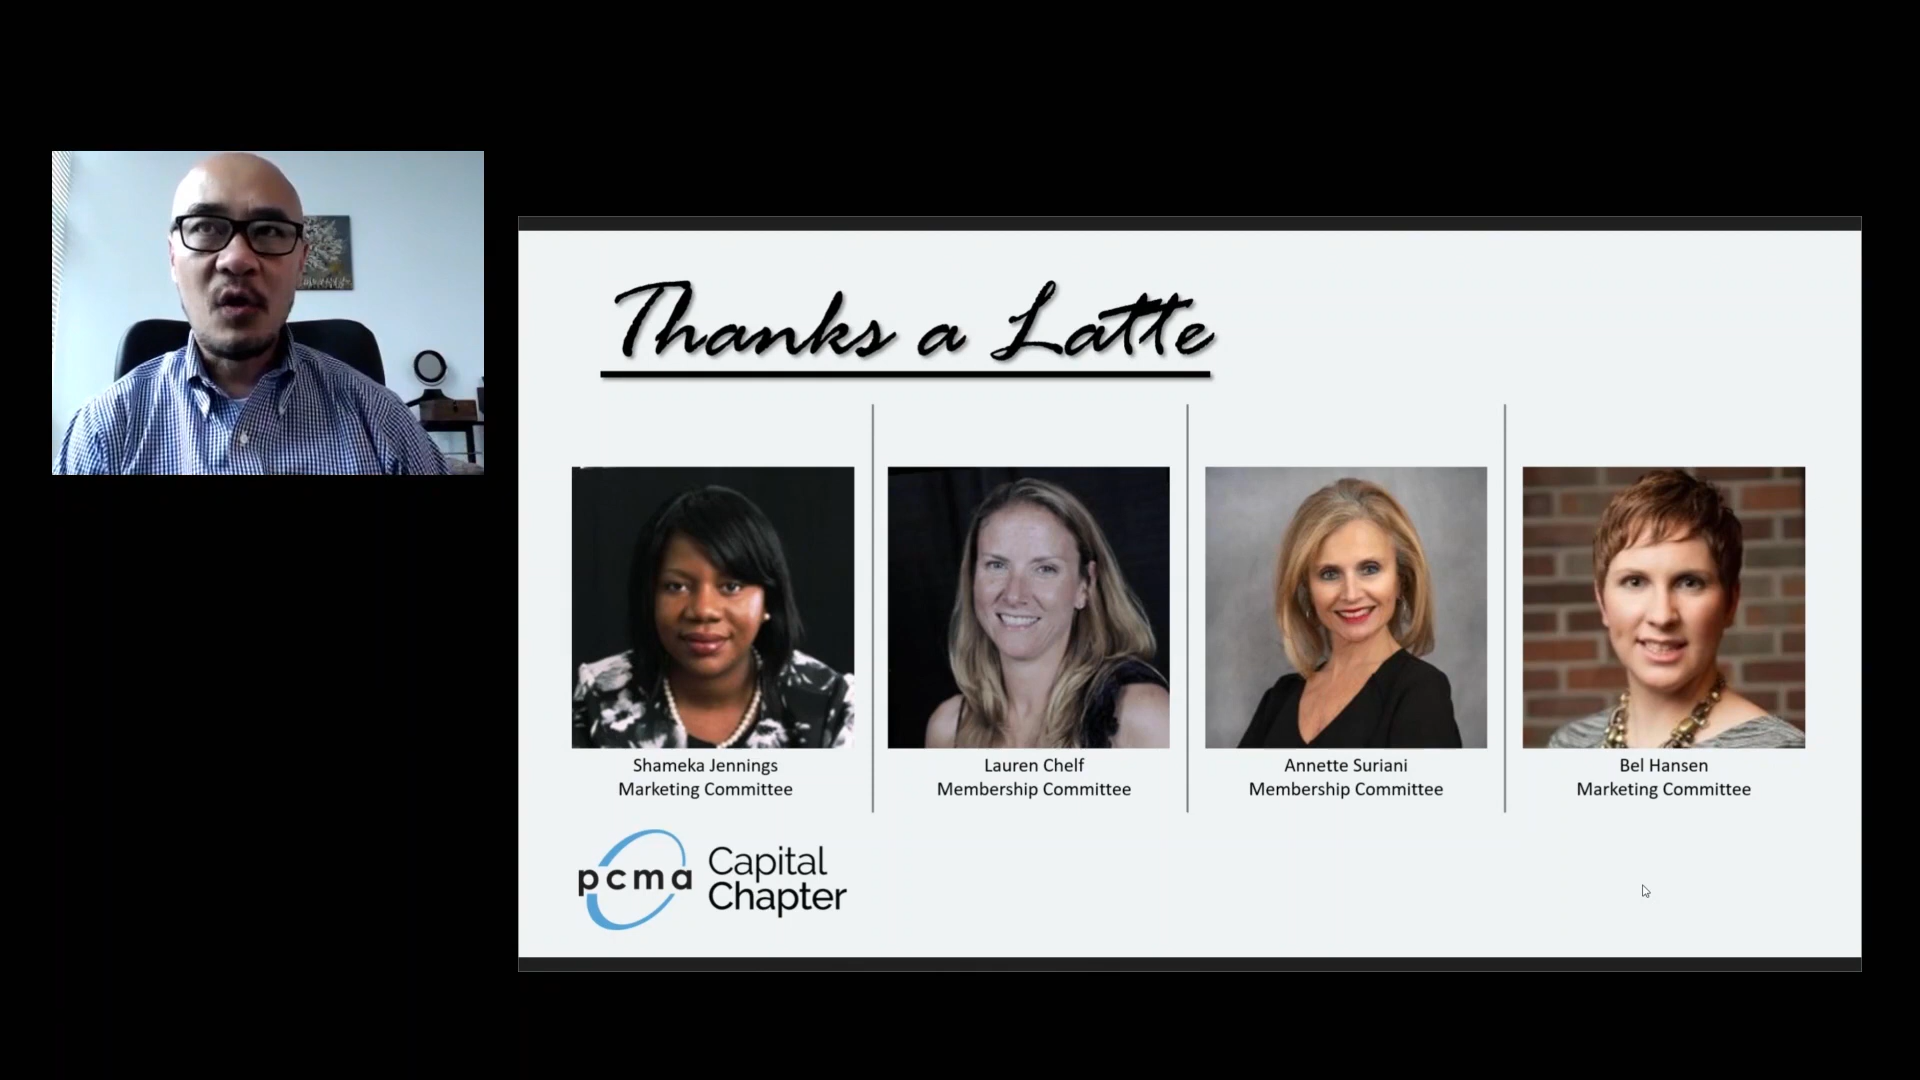 Thanks a Latte
Shameka Jennings
Marketing Committee
Lauren Chelf
Membership Committee
Annette Suriani
Membership Committee
Bel Hansen
Marketing Committee
pcma
Capital
Chapter